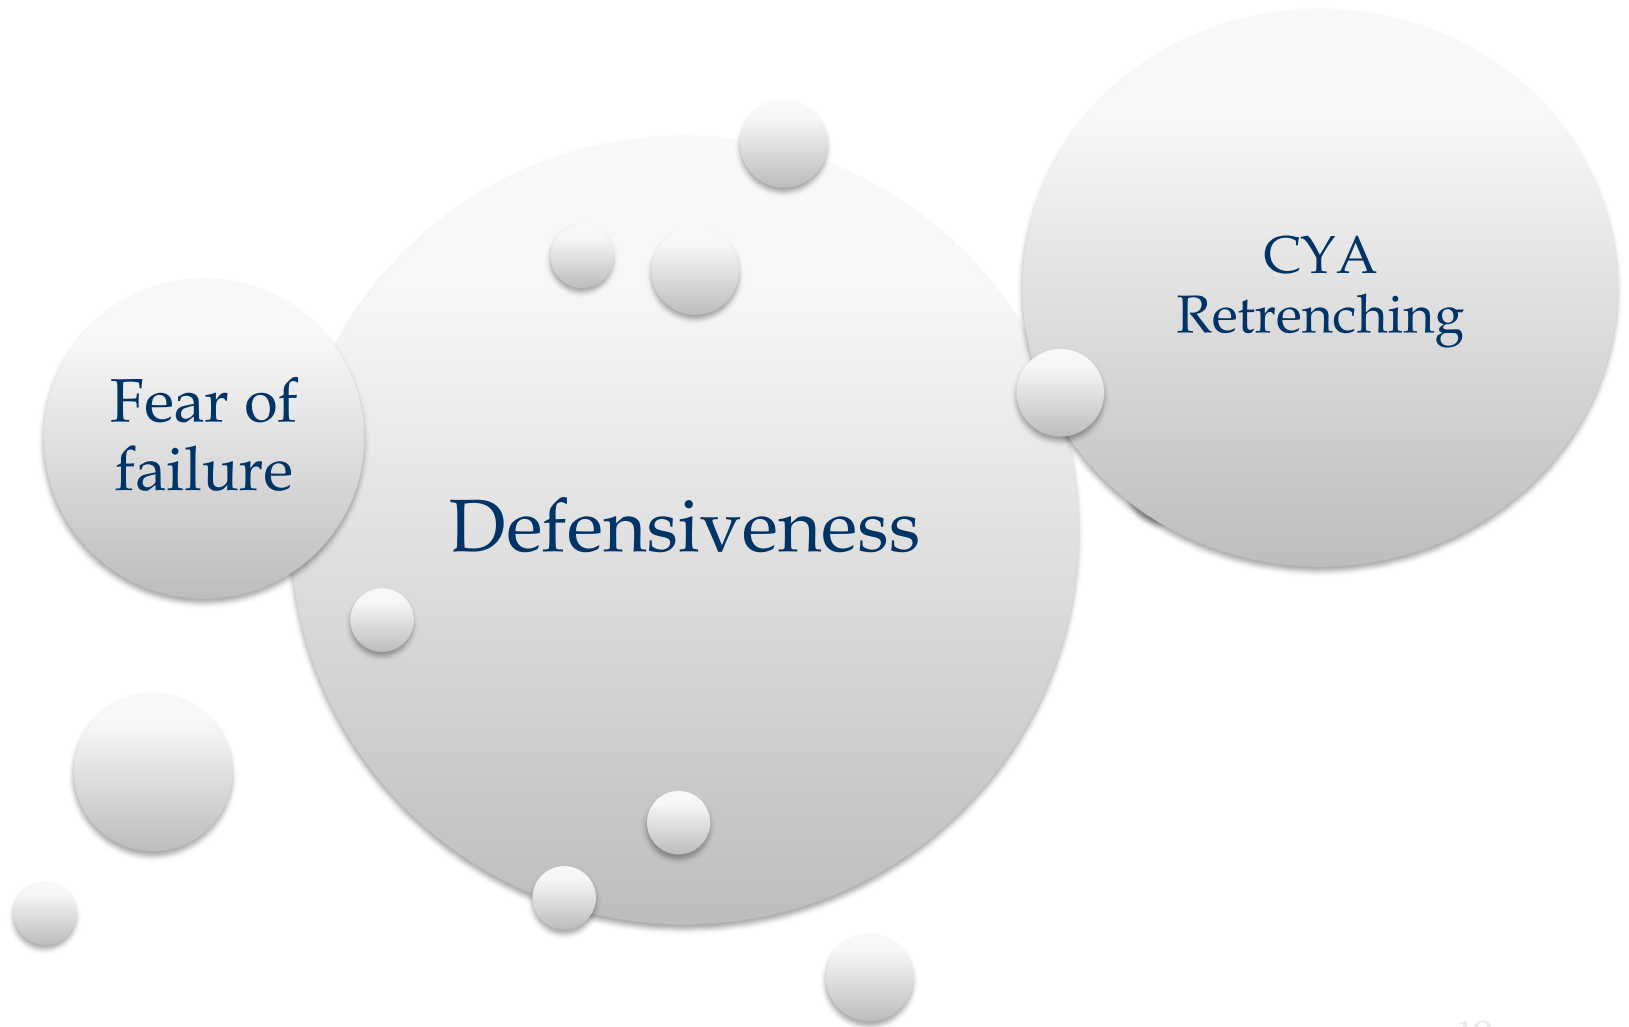 Fear of
failure
Defensiveness
CYA
Retrenching